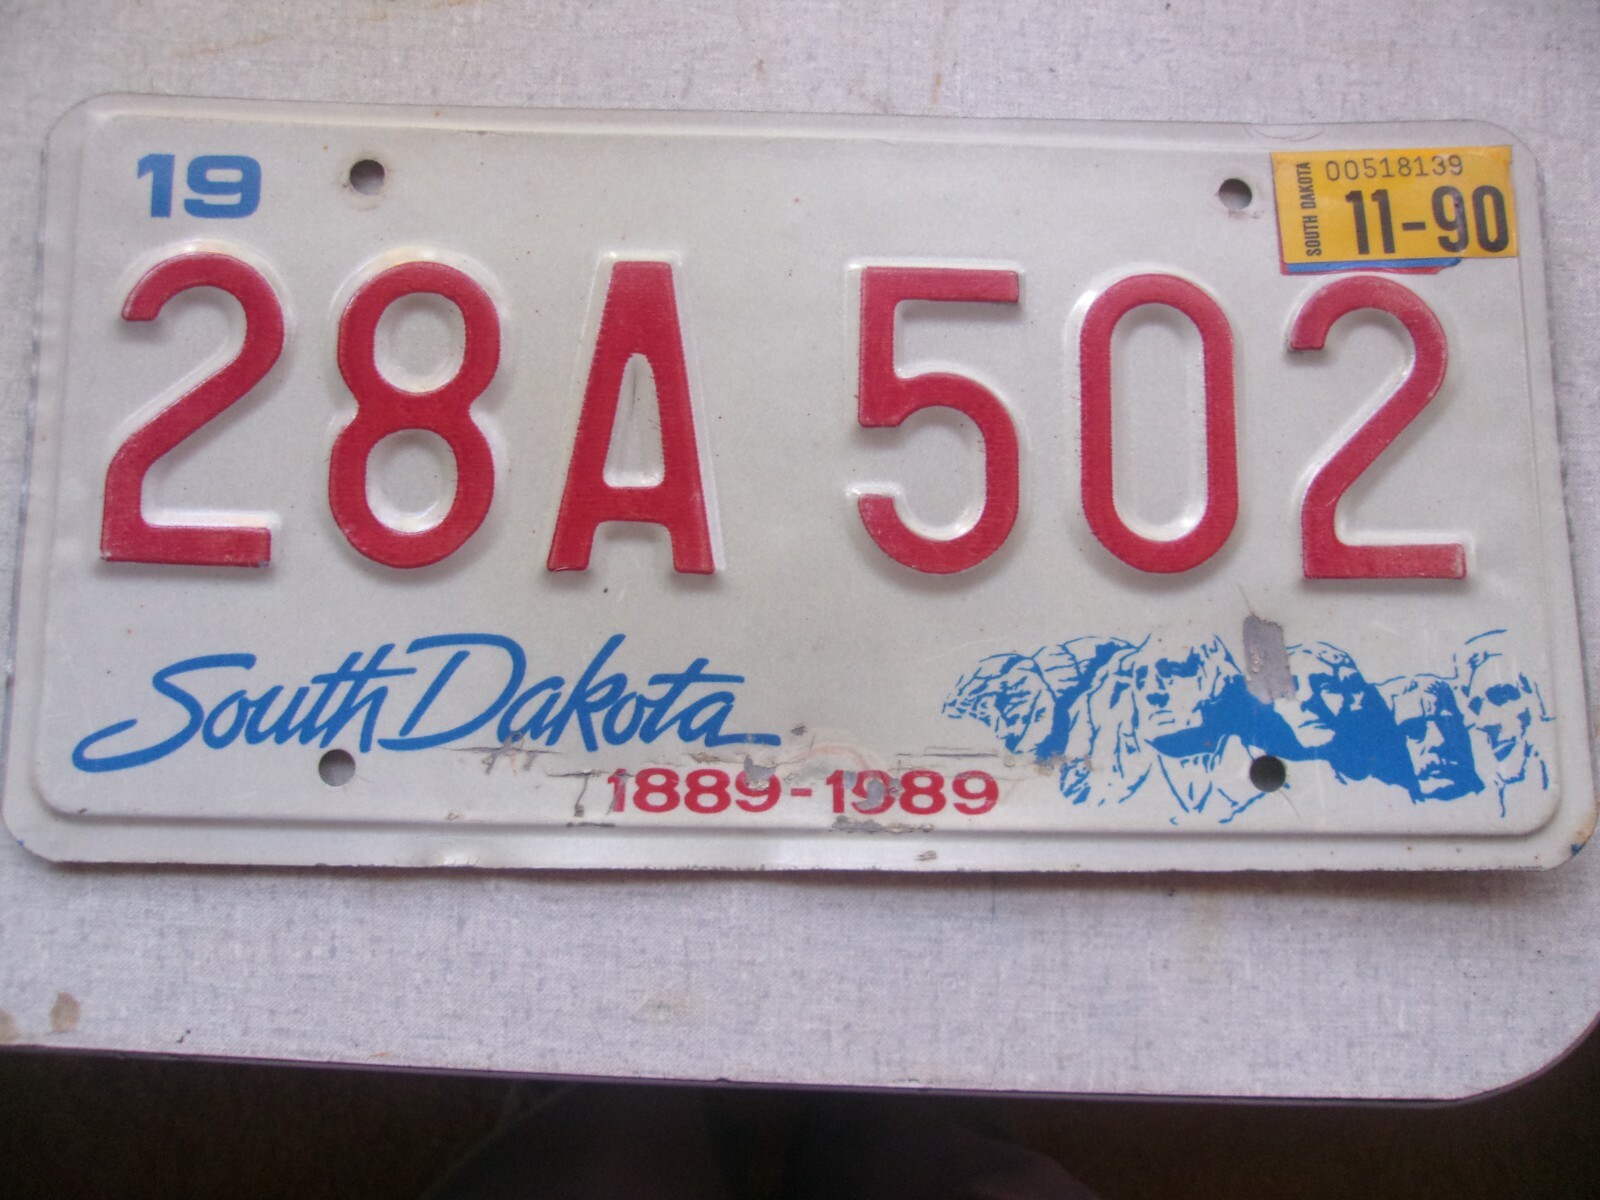 19
SOUTH DAKOTA
00518139
11-90
28A 502
South Dakota
1889-1989